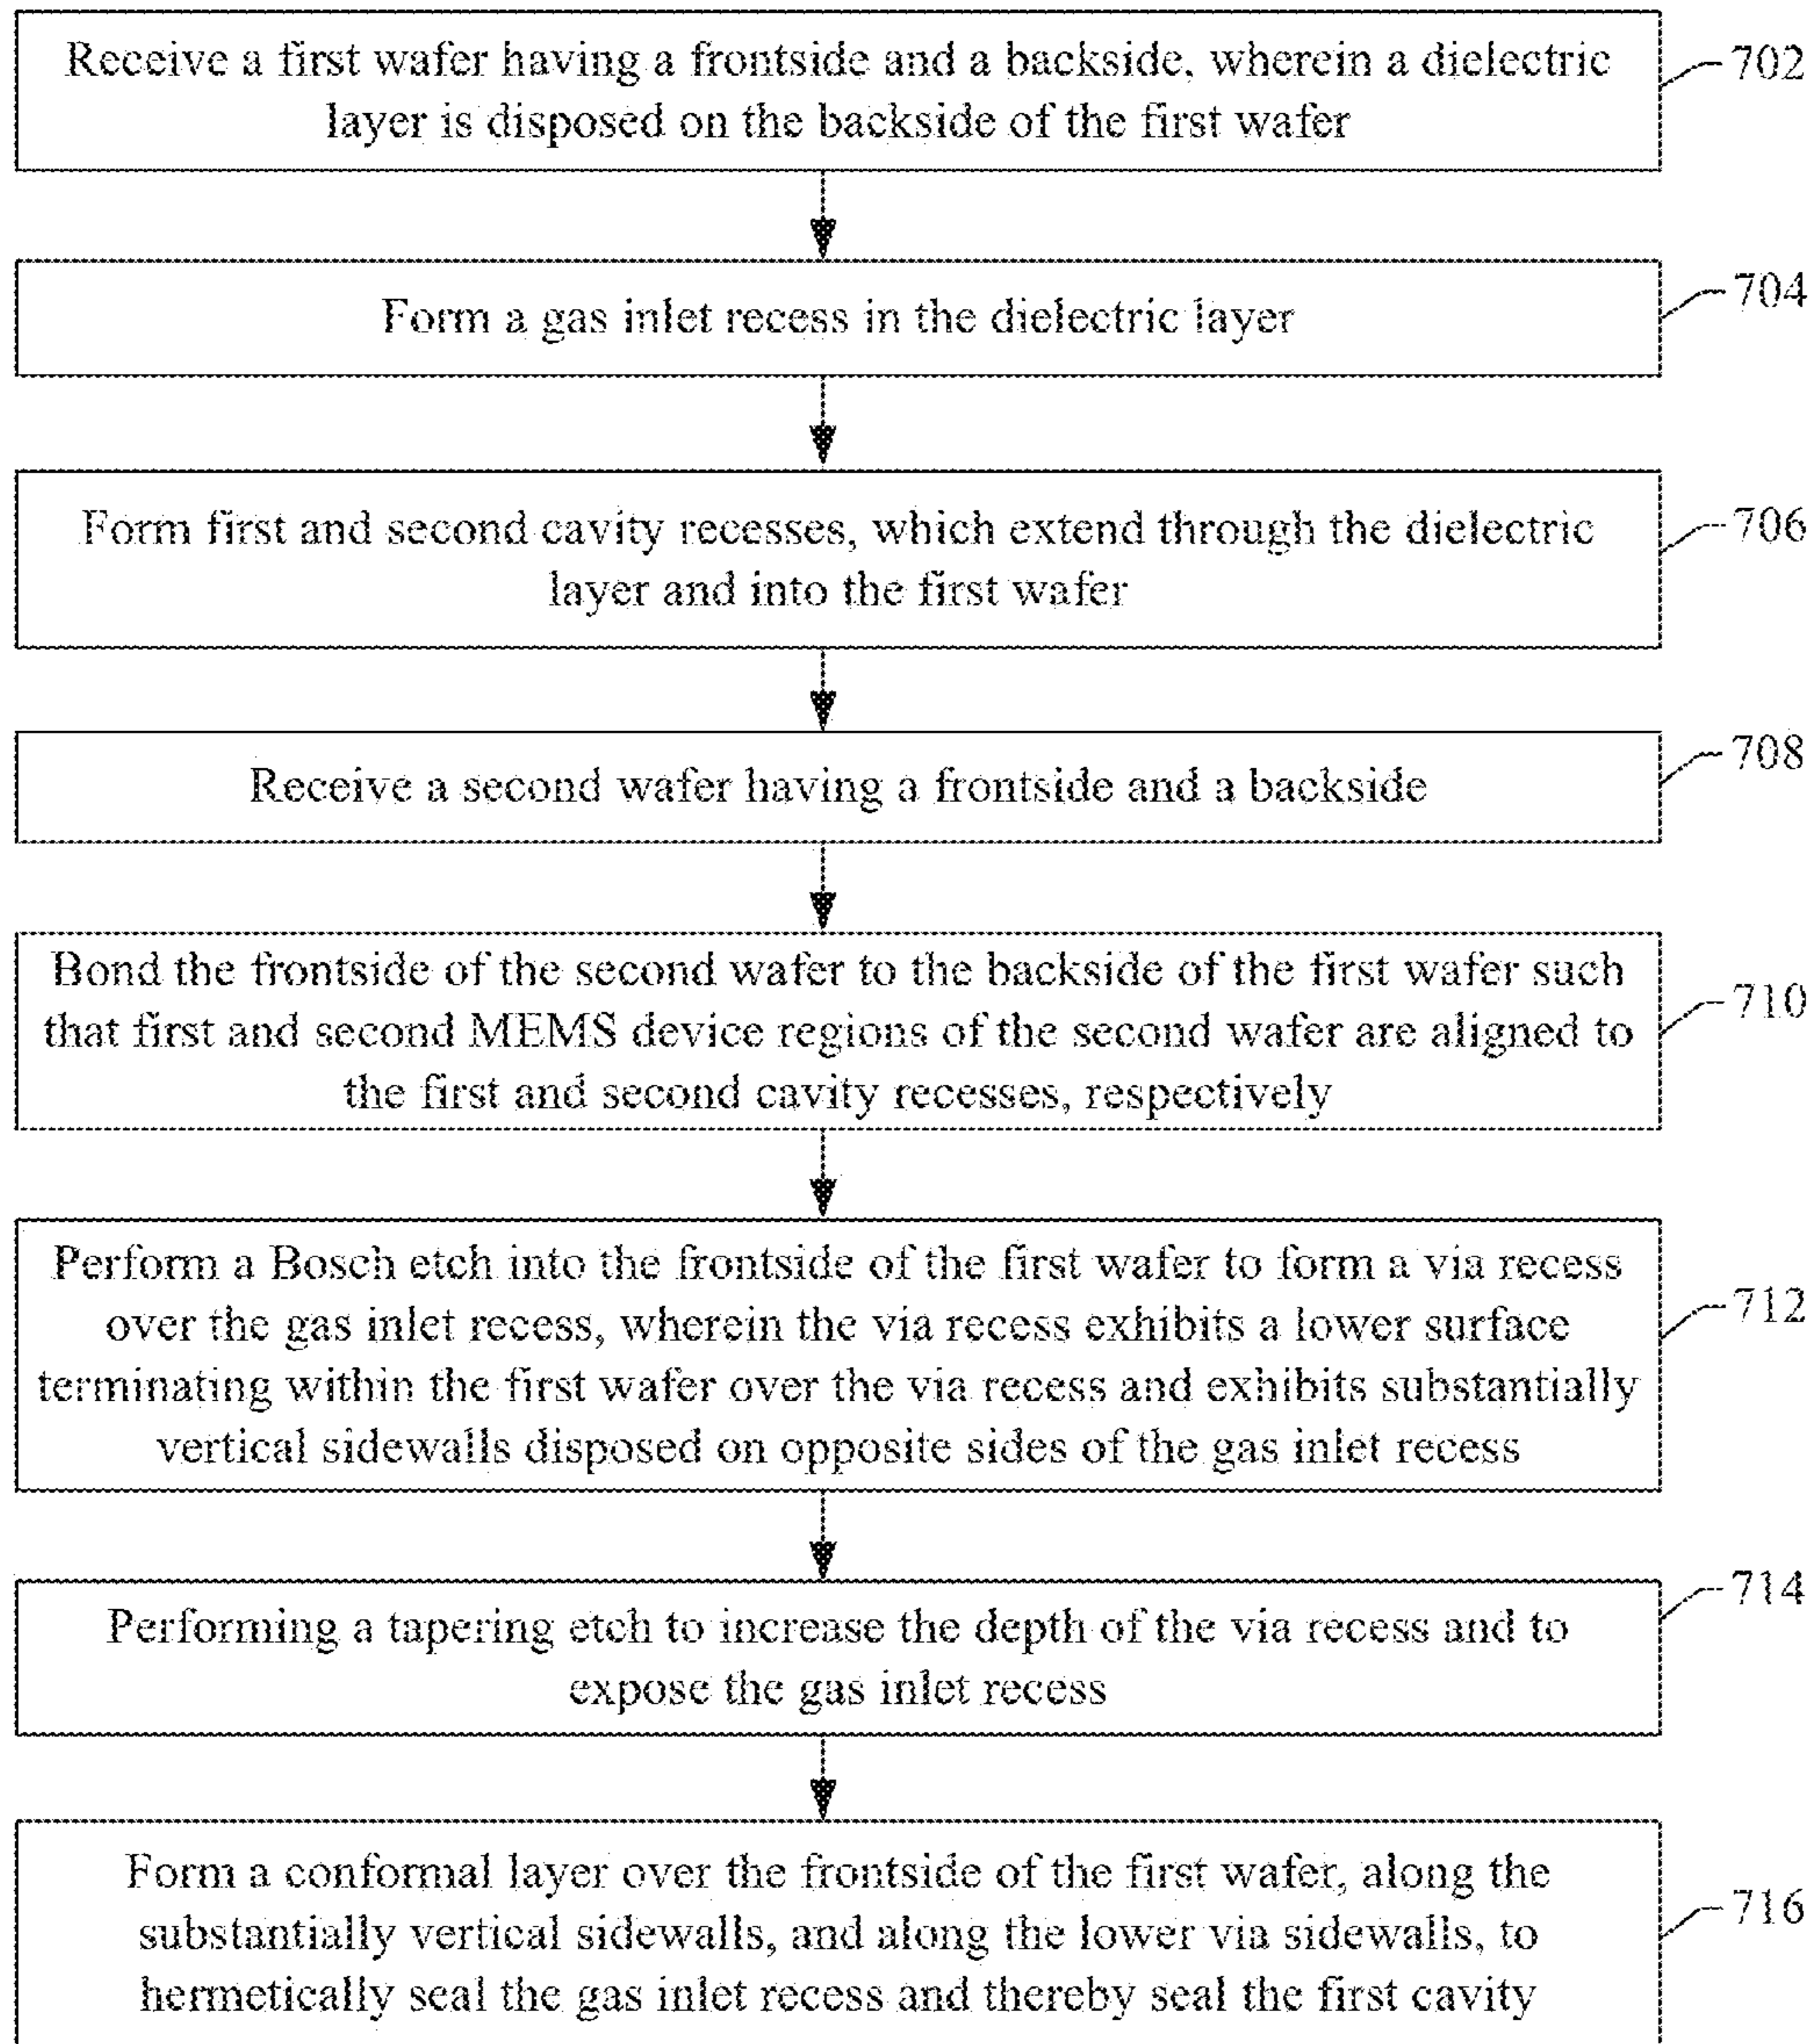 Receive a first wafer having a frontside and a backside, wherein a dielectric
layer is disposed on the backside of the first wafer
702
Form a gas inlet recess in the dielectric layer
704
Form first and second cavity recesses, which extend through the dielectric
layer and into the first wafer
706
Receive a second wafer having a frontside and a backside
708
Bond the frontside of the second wafer to the backside of the first wafer such
that first and second MEMS device regions of the second wafer are aligned to
the first and second cavity recesses, respectively
710
Perform a Bosch etch into the frontside of the first wafer to form a via recess
over the gas inlet recess, wherein the via recess exhibits a lower surface
terminating within the first wafer over the via recess and exhibits substantially
vertical sidewalls disposed on opposite sides of the gas inlet recess
712
Performing a tapering etch to increase the depth of the via recess and to
expose the gas inlet recess
714
Form a conformal layer over the frontside of the first wafer, along the
substantially vertical sidewalls, and along the lower via sidewalls, to
hermetically seal the gas inlet recess and thereby seal the first cavity
716